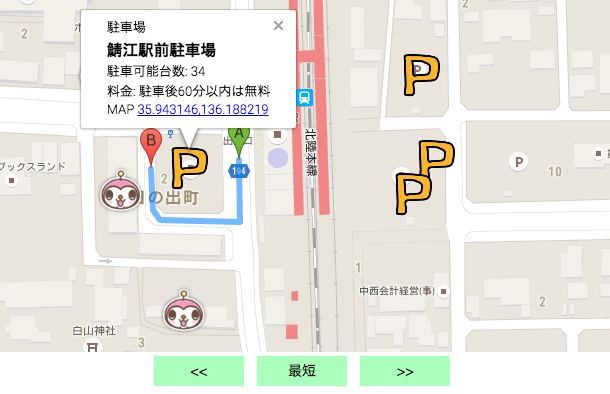 駐車場
鯖江駅前駐車場
駐車可能台数: 34
料金: 駐車後60分以内は無料
MAP 35.943146,136.188219
B
A
P
P
P
P
P
194
2
の出町
ブックスランド
北陸本線
10
2
1
中西会計経営(事)
2
2
白山神社
<<
最短
>>